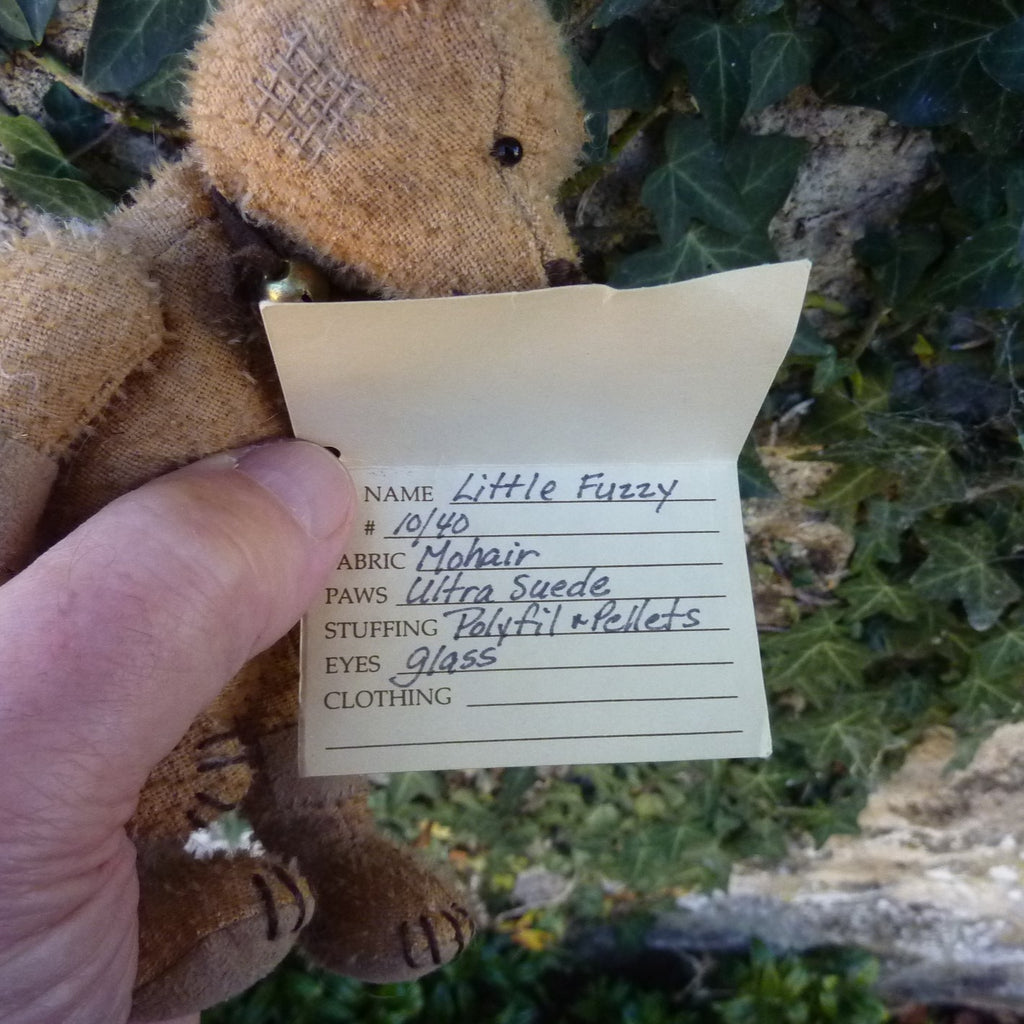 NAME Little Fuzzy
# 10/40
ABRIC Mohair
PAWS Ultra Suede
STUFFING Polyfil & Pellets
EYES glass
CLOTHING